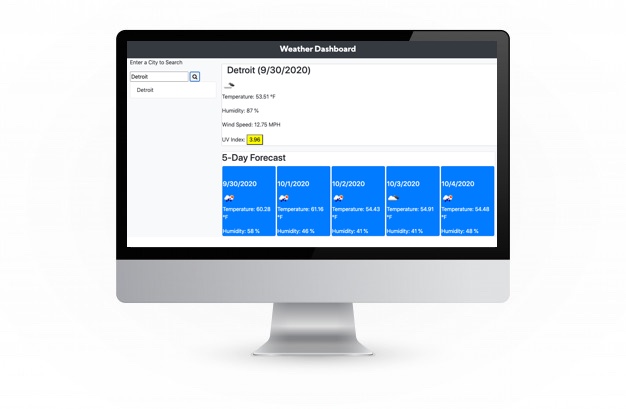 Weather Dashboard
Enter a City to Search
Detroit
Detroit
Detroit (9/30/2020)
Temperature: 53.51 °F
Humidity: 87 %
Wind Speed: 12.75 MPH
UV Index: 3.96
5-Day Forecast
9/30/2020
Temperature: 60.28
°F
Humidity: 58 %
10/1/2020
Temperature: 61.16
°F
Humidity: 46 %
10/2/2020
Temperature: 54.43
°F
Humidity: 41 %
10/3/2020
Temperature: 54.91
°F
Humidity: 41 %
10/4/2020
Temperature: 54.48
°F
Humidity: 48 %